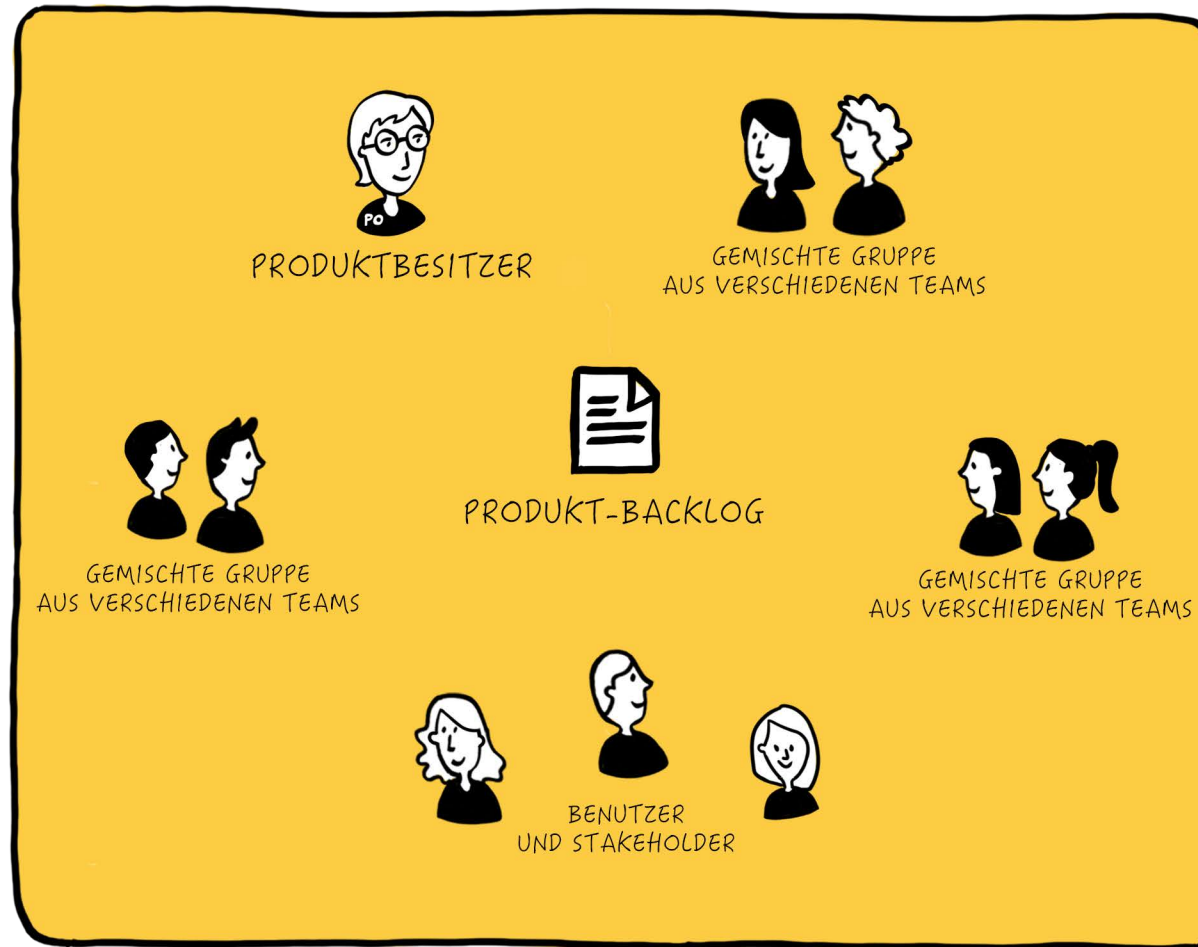 PO
PRODUKTBESITZER
GEMISCHTE GRUPPE
AUS VERSCHIEDENEN TEAMS
PRODUKT-BACKLOG
GEMISCHTE GRUPPE
AUS VERSCHIEDENEN TEAMS
GEMISCHTE GRUPPE
AUS VERSCHIEDENEN TEAMS
BENUTZER
UND STAKEHOLDER